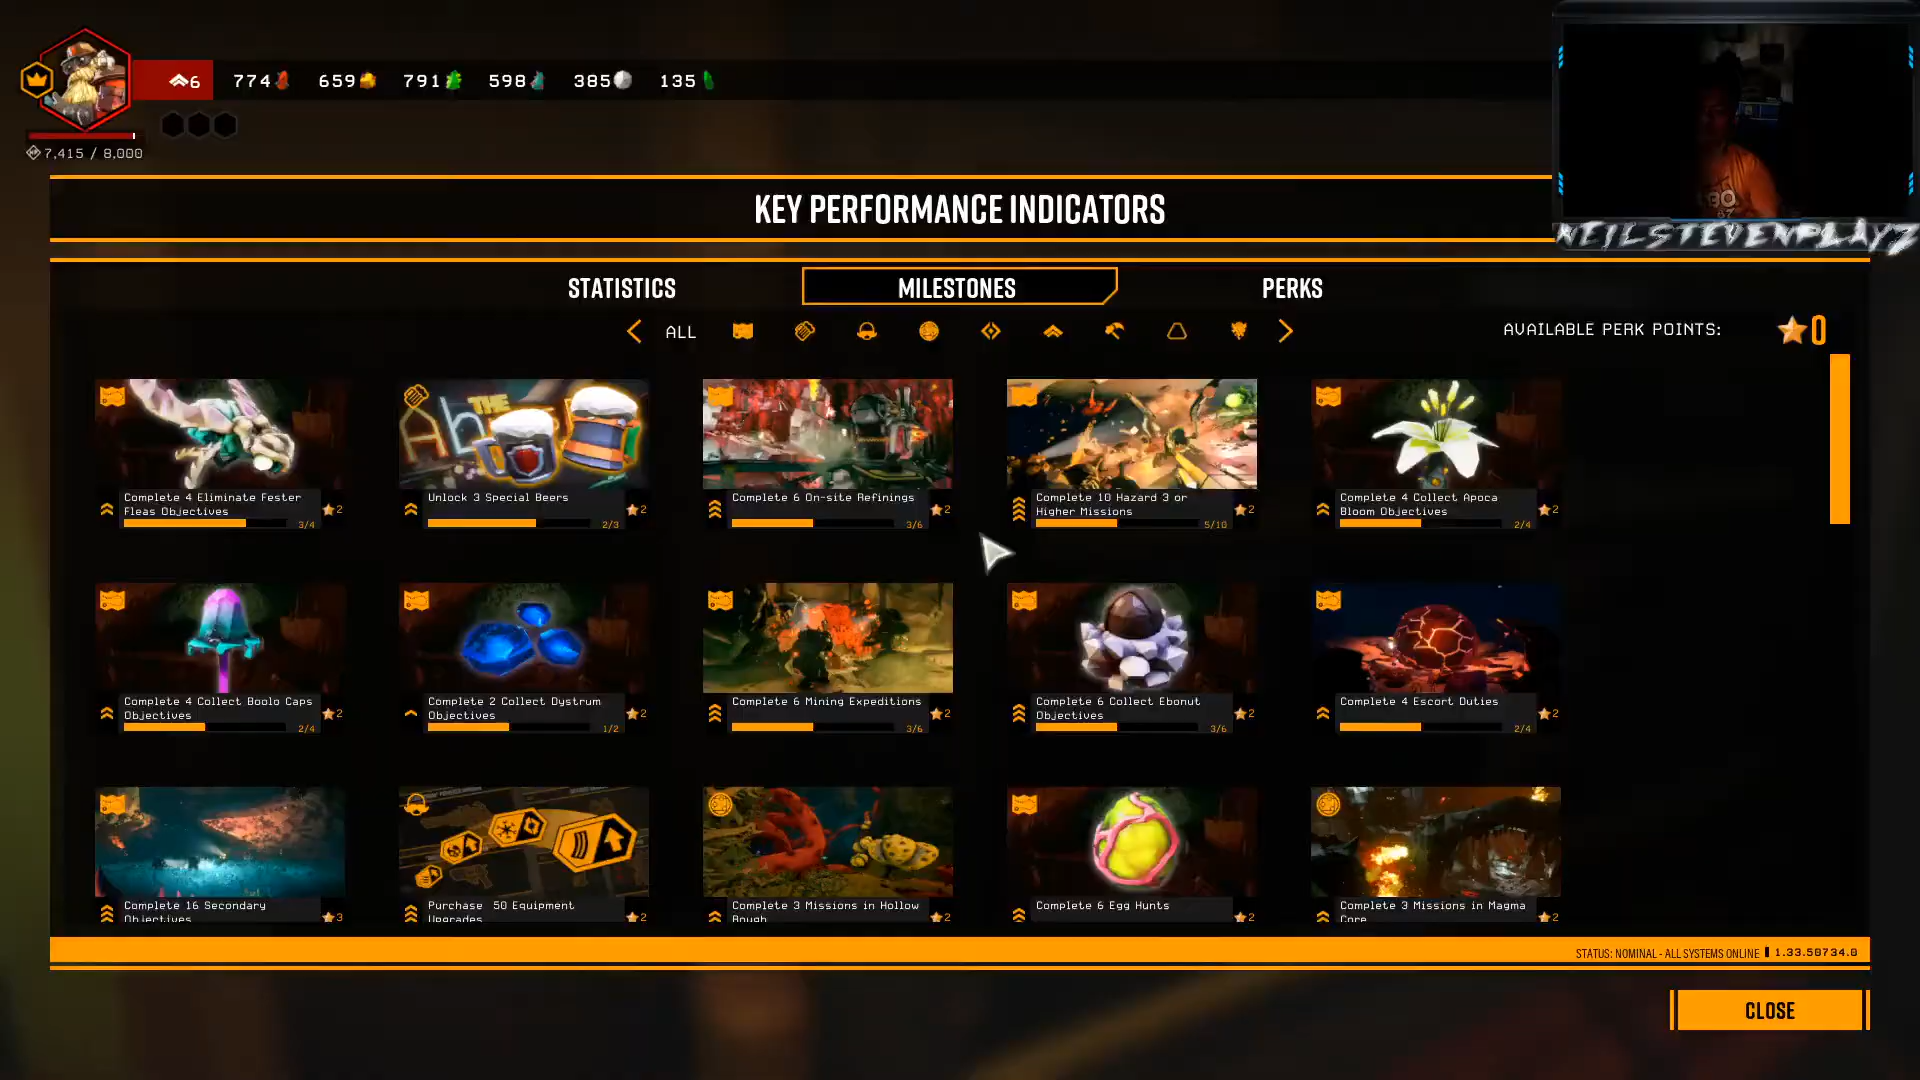 6 774 659 791 598 385 135
7,415 / 8,000
NEILSTEVENPLAYZ
KEY PERFORMANCE INDICATORS
STATISTICS MILESTONES PERKS
ALL AVAILABLE PERK POINTS: 0
Complete 4 Eliminate Fester
Fleas Objectives
2
3/4
Unlock 3 Special Beers
2
2/3
Complete 6 On-site Refinings
2
3/6
Complete 10 Hazard 3 or
Higher Missions
2
5/10
Complete 4 Collect Apoca
Bloom Objectives
2
2/4
Complete 4 Collect Boolo Caps
Objectives
2
2/4
Complete 2 Collect Dystrum
Objectives
2
1/2
Complete 6 Mining Expeditions
2
3/6
Complete 6 Collect Ebonut
Objectives
2
3/6
Complete 4 Escort Duties
2
2/4
Complete 16 Secondary
Objectives
3
Purchase 50 Equipment
Upgrades
2
Complete 3 Missions in Hollow
Bough
2
Complete 6 Egg Hunts
2
Complete 3 Missions in Magma
Core
2
STATUS: NOMINAL - ALL SYSTEMS ONLINE 1.33.50734.0
CLOSE